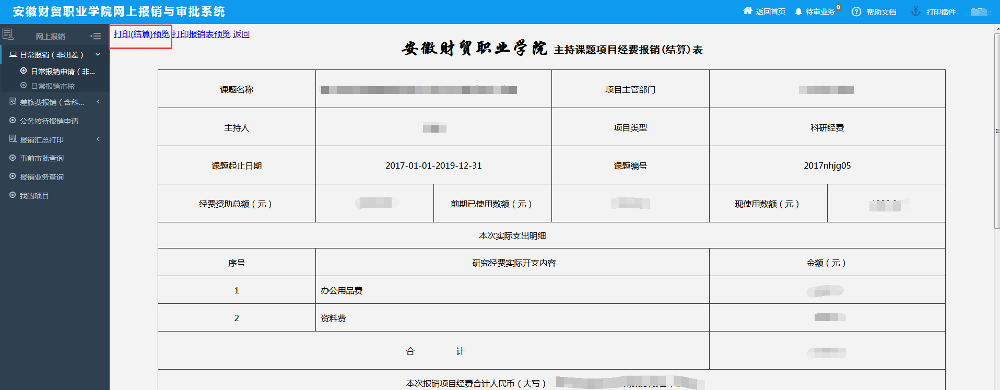 安徽财贸职业学院网上报销与审批系统
返回首页 待审业务 0 帮助文档 打印插件
网上报销
日常报销（非出差）
日常报销申请（非...
日常报销审核
差旅费报销（含科...
公务接待报销申请
报销汇总打印
事前审批查询
报销业务查询
我的项目
打印(结算)预览 打印报销表预览 返回
安徽财贸职业学院 主持课题项目经费报销(结算)表
课题名称 项目主管部门
主持人 项目类型 科研经费
课题起止日期 2017-01-01-2019-12-31 课题编号 2017nhjg05
经费资助总额（元） 前期已使用数额（元） 现使用数额（元）
本次实际支出明细
序号 研究经费实际开支内容 金额（元）
1 办公用品费
2 资料费
合 计
本次报销项目经费合计人民币（大写）